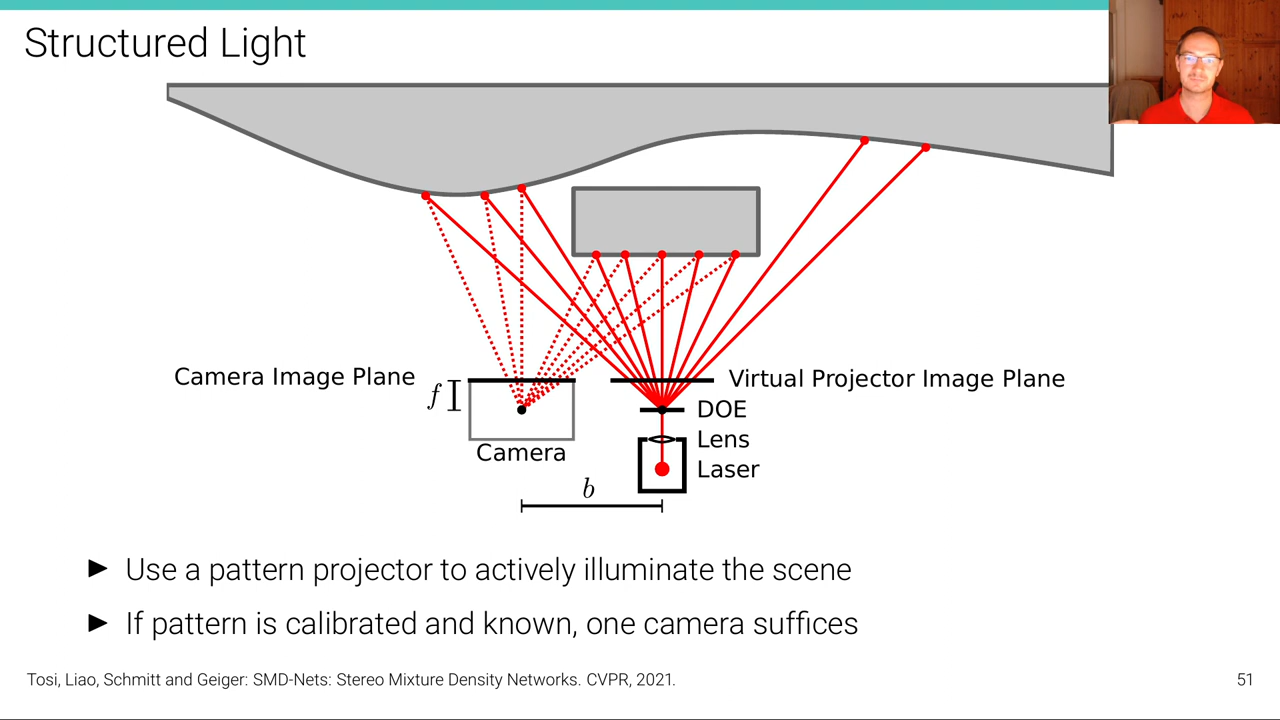 Structured Light
Camera Image Plane
f
Virtual Projector Image Plane
DOE
Lens
Camera
Laser
b
► Use a pattern projector to actively illuminate the scene
► If pattern is calibrated and known, one camera suffices
Tosi, Liao, Schmitt and Geiger: SMD-Nets: Stereo Mixture Density Networks. CVPR, 2021.
51